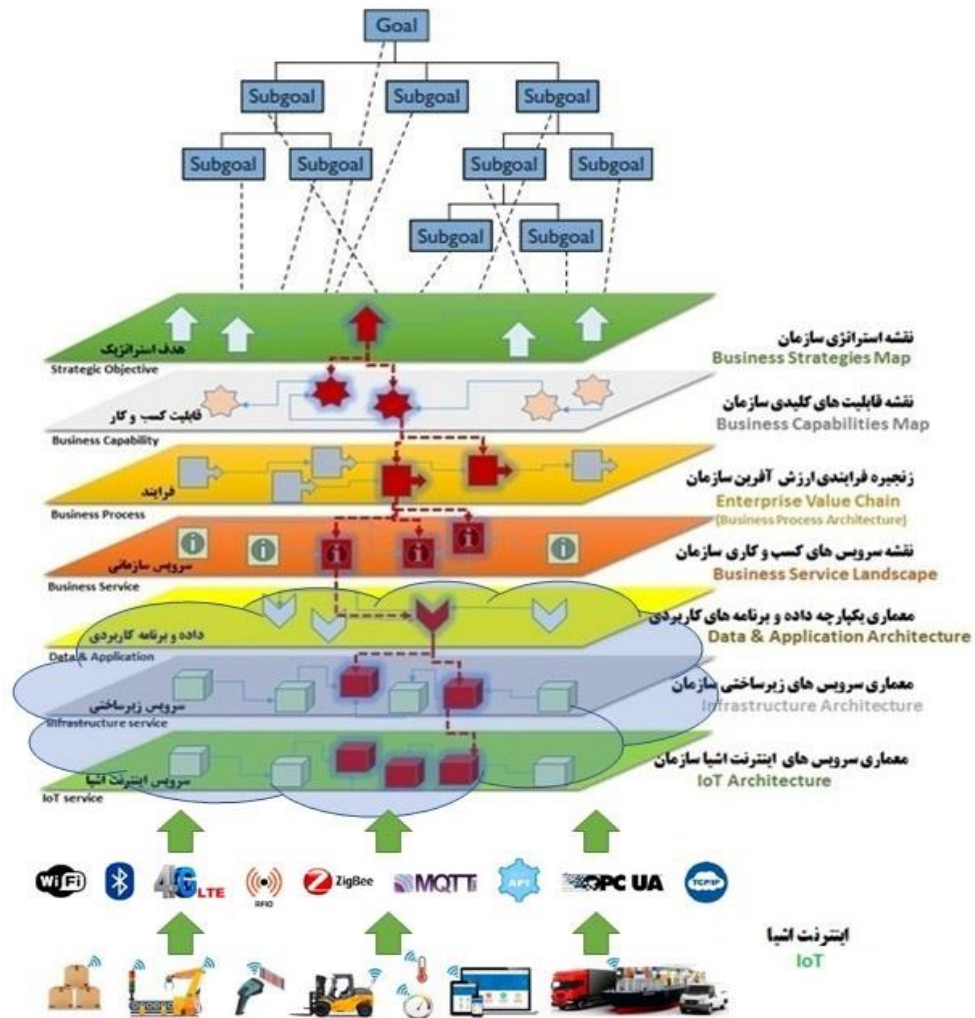 Goal
Subgoal
Subgoal
Subgoal
Subgoal
Subgoal
Subgoal
Subgoal
Subgoal
Subgoal
هدف استراتژیک
Strategic Objective
نقشه استراتژی سازمان
Business Strategies Map
قابلیت کسب و کار
Business Capability
نقشه قابلیت های کلیدی سازمان
Business Capabilities Map
فرایند
Business Process
زنجیره فرایندی ارزش آفرین سازمان
Enterprise Value Chain
(Business Process Architecture)
سرویس سازمانی
Business Service
نقشه سرویس های کسب و کاری سازمان
Business Service Landscape
داده و برنامه کاربردی
Data & Application
معماری یکپارچه داده و برنامه های کاربردی
Data & Application Architecture
سرویس زیرساختی
Infrastructure service
معماری سرویس های زیرساختی سازمان
Infrastructure Architecture
سرویس اینترنت اشیا
IoT service
معماری سرویس های اینترنت اشیا سازمان
IoT Architecture
WiFi
4G LTE
RFID
ZigBee
MQTT
API
OPC UA
TCP/IP
اینترنت اشیا
IoT